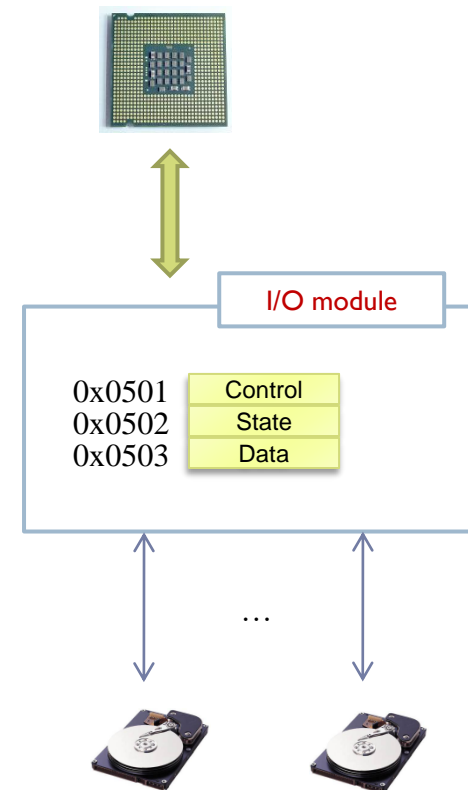 I/O module
0x0501 Control
0x0502 State
0x0503 Data
…